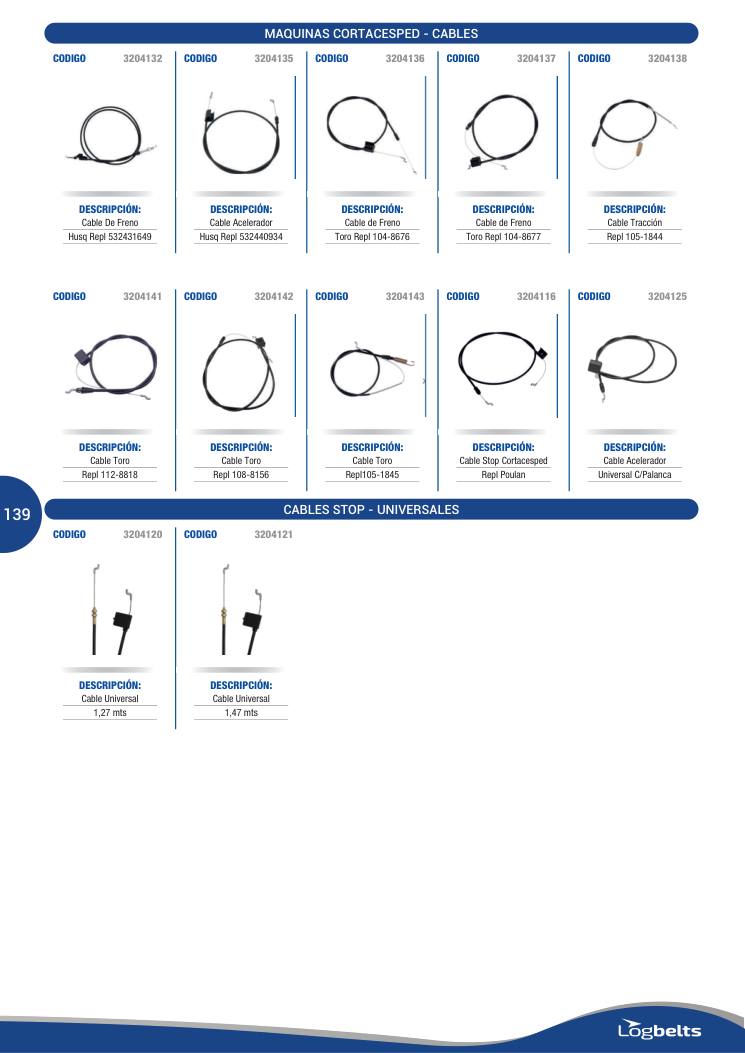 MAQUINAS CORTACESPED - CABLES
CODIGO 3204132
CODIGO 3204135
CODIGO 3204136
CODIGO 3204137
CODIGO 3204138
DESCRIPCIÓN:
Cable De Freno
Husq Repl 532431649
DESCRIPCIÓN:
Cable Acelerador
Husq Repl 532440934
DESCRIPCIÓN:
Cable de Freno
Toro Repl 104-8676
DESCRIPCIÓN:
Cable de Freno
Toro Repl 104-8677
DESCRIPCIÓN:
Cable Tracción
Repl 105-1844
CODIGO 3204141
CODIGO 3204142
CODIGO 3204143
CODIGO 3204116
CODIGO 3204125
DESCRIPCIÓN:
Cable Toro
Repl 112-8818
DESCRIPCIÓN:
Cable Toro
Repl 108-8156
DESCRIPCIÓN:
Cable Toro
Repl105-1845
DESCRIPCIÓN:
Cable Stop Cortacesped
Repl Poulan
DESCRIPCIÓN:
Cable Acelerador
Universal C/Palanca
139
CABLES STOP - UNIVERSALES
CODIGO 3204120
CODIGO 3204121
DESCRIPCIÓN:
Cable Universal
1,27 mts
DESCRIPCIÓN:
Cable Universal
1,47 mts
Logbelts